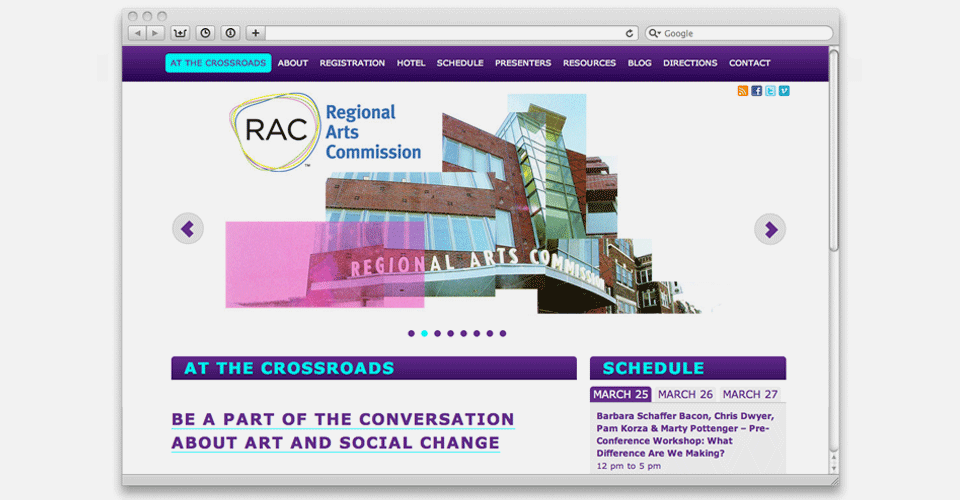 Google
AT THE CROSSROADS ABOUT REGISTRATION HOTEL SCHEDULE PRESENTERS RESOURCES BLOG DIRECTIONS CONTACT
RAC
Regional
Arts
Commission
™
REGIONAL ARTS COMMISSION
AT THE CROSSROADS
BE A PART OF THE CONVERSATION
ABOUT ART AND SOCIAL CHANGE
SCHEDULE
MARCH 25 MARCH 26 MARCH 27
Barbara Schaffer Bacon, Chris Dwyer,
Pam Korza & Marty Pottenger – Pre-
Conference Workshop: What
Difference Are We Making?
12 pm to 5 pm